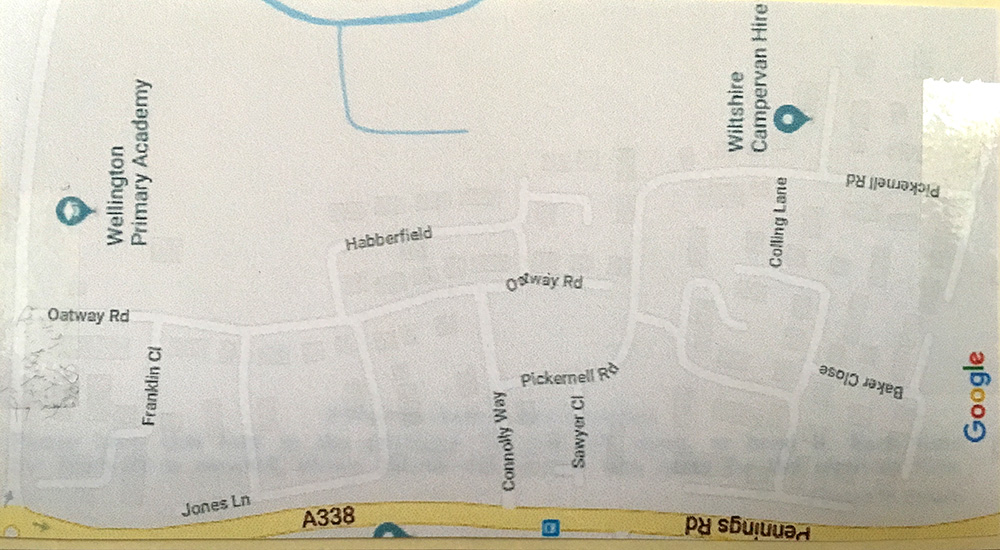 Wiltshire
Campervan Hire
Wellington
Primary Academy
Pickernell Rd
Colling Lane
Habberfield
Oatway Rd
Oatway Rd
Franklin Cl
Pickernell Rd
Baker Close
Google
Connolly Way
Sawyer Cl
Jones Ln
A338
Pennings Rd